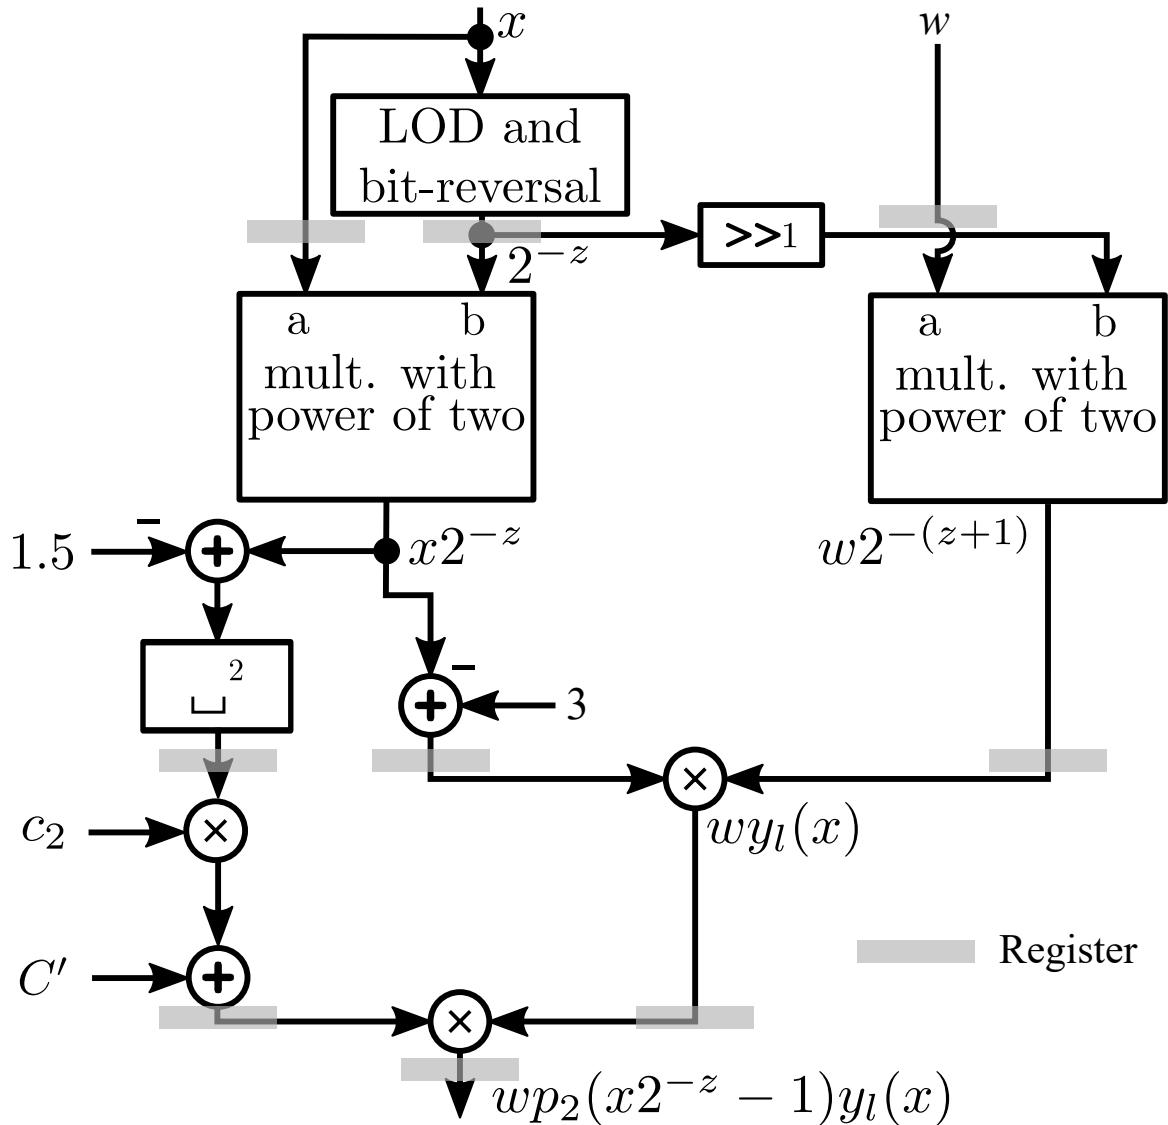 x
w
LOD and
bit-reversal
>>1
2^{-z}
a b
mult. with
power of two
a b
mult. with
power of two
−
1.5
+
x2^{-z}
w2^{-(z+1)}
2
−
+
3
×
c_2
×
wy_l(x)
Register
C′
+
×
wp_2(x2^{-z} − 1)y_l(x)